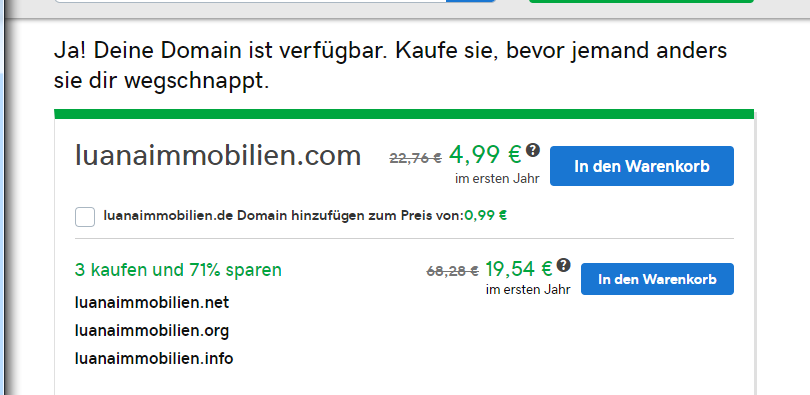 Ja! Deine Domain ist verfügbar. Kaufe sie, bevor jemand anders
sie dir wegschnappt.
luanaimmobilien.com 22,76 € 4,99 € ? In den Warenkorb
im ersten Jahr
luanaimmobilien.de Domain hinzufügen zum Preis von:0,99 €
3 kaufen und 71% sparen 68,28 € 19,54 € ? In den Warenkorb
im ersten Jahr
luanaimmobilien.net
luanaimmobilien.org
luanaimmobilien.info